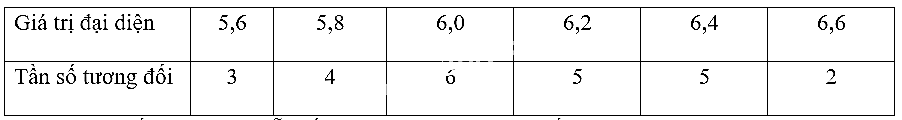 Giá trị đại diện 5,6 5,8 6,0 6,2 6,4 6,6
Tần số tương đối 3 4 6 5 5 2